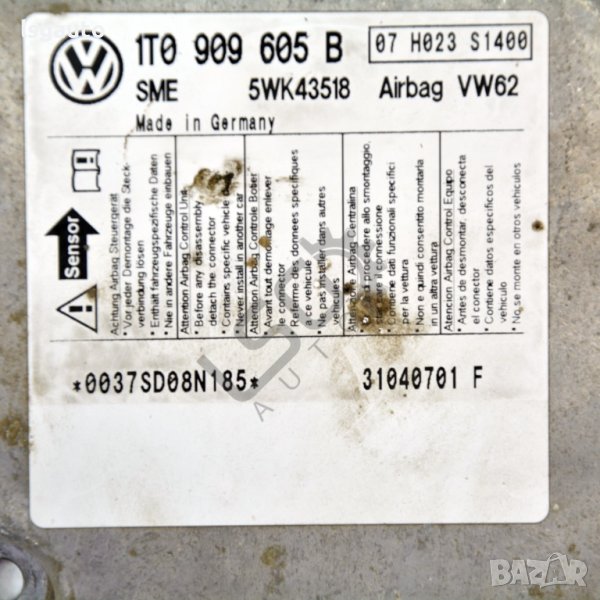 1T0 909 605 B
07 H023 S1400
SME
5WK43518
Airbag VW62
Made in Germany
Sensor
Achtung Airbag Steuergerät
• Vor jeder Demontage die Steck-
verbindung lösen
• Enthält fahrzeugspezifische Daten
• Nie in andere Fahrzeuge einbauen
Attention Airbag Control Unit
• Before any disassembly
detach the connector
• Contains specific vehicle
• Never install in another car
Attention Airbag Controle Boîter
• Avant tout demontage enlever
le connector
• Referme des donnees specifiques
a ce vehicule
• Ne pas installer dans autres
vehicules
Attenzione Airbag Centralina
procedere allo smontaggio,
il connessione
• Contiene dati funzionali specifici
per la vettura
• Non e quindi consentito montarla
in un altra vettura
Atencion Airbag Control Equipo
• Antes de desmontar, desconecta
el conector
• Contiene datos especificos del
vehiculo
• No, se monte en otros vehiculos
*0037SD08N185*
31040701 F
AUTO
BAZAR